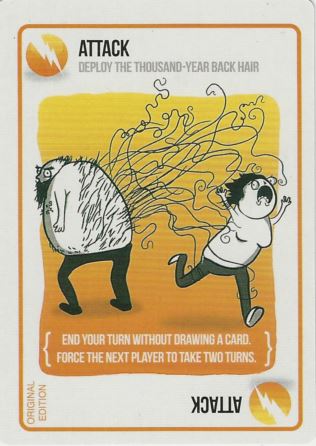 ATTACK
DEPLOY THE THOUSAND-YEAR BACK HAIR
END YOUR TURN WITHOUT DRAWING A CARD.
FORCE THE NEXT PLAYER TO TAKE TWO TURNS.
ORIGINAL
EDITION
ATTACK